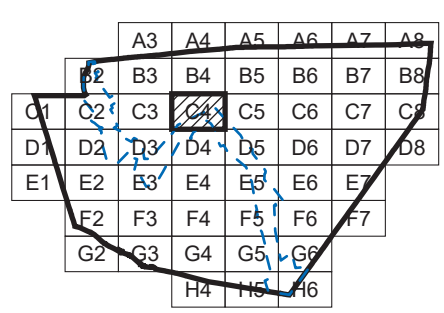 A3 A4 A5 A6 A7 A8
B2 B3 B4 B5 B6 B7 B8
C1 C2 C3 C4 C5 C6 C7 C8
D1 D2 D3 D4 D5 D6 D7 D8
E1 E2 E3 E4 E5 E6 E7
F2 F3 F4 F5 F6 F7
G2 G3 G4 G5 G6
H4 H5 H6